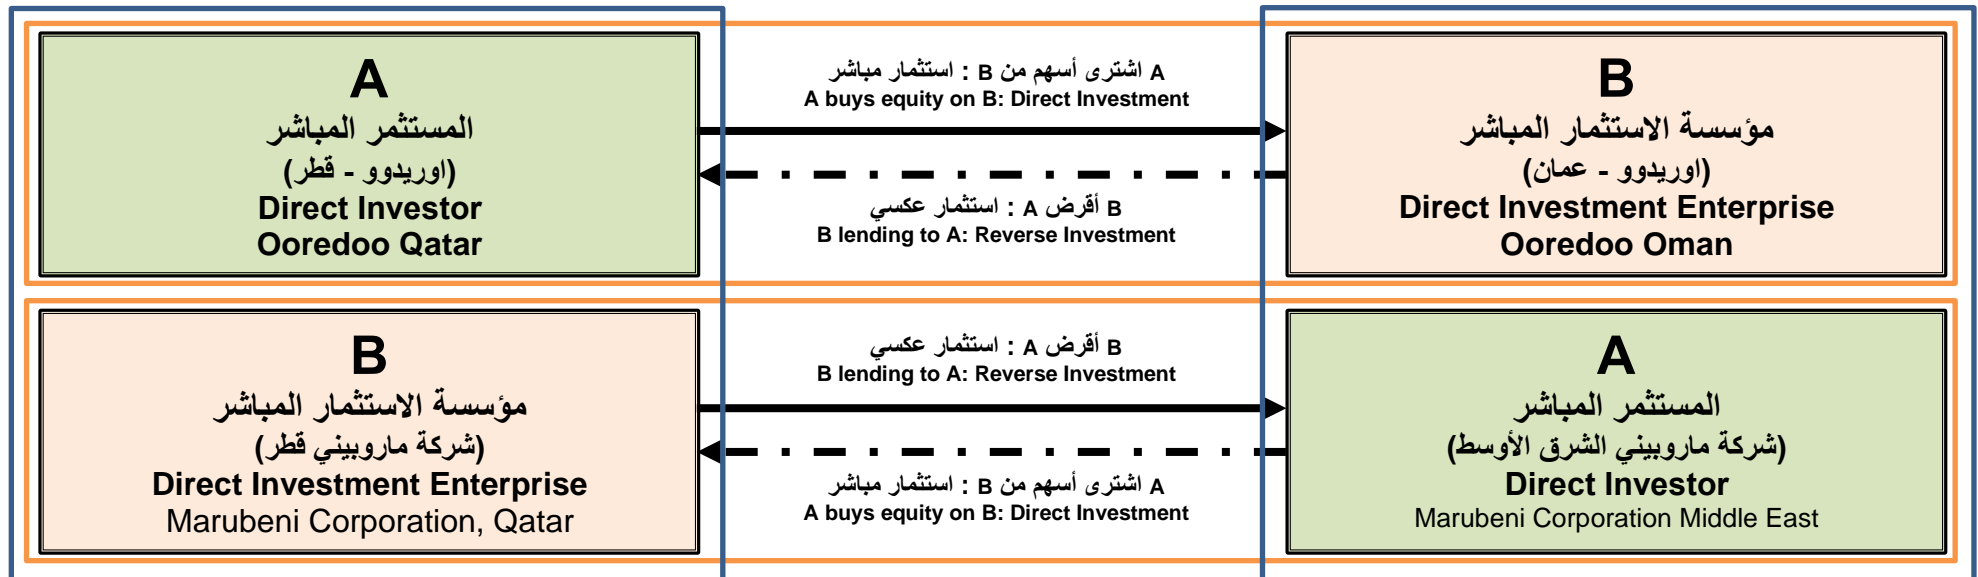 A
المستثمر المباشر
(اوريدوو - قطر)
Direct Investor
Ooredoo Qatar
A اشترى أسهم من B : استثمار مباشر
A buys equity on B: Direct Investment
B أقرض A : استثمار عكسي
B lending to A: Reverse Investment
B
مؤسسة الاستثمار المباشر
(اوريدوو - عمان)
Direct Investment Enterprise
Ooredoo Oman
B
مؤسسة الاستثمار المباشر
(شركة ماروبيني قطر)
Direct Investment Enterprise
Marubeni Corporation, Qatar
B أقرض A : استثمار عكسي
B lending to A: Reverse Investment
A اشترى أسهم من B : استثمار مباشر
A buys equity on B: Direct Investment
A
المستثمر المباشر
(شركة ماروبيني الشرق الأوسط)
Direct Investor
Marubeni Corporation Middle East